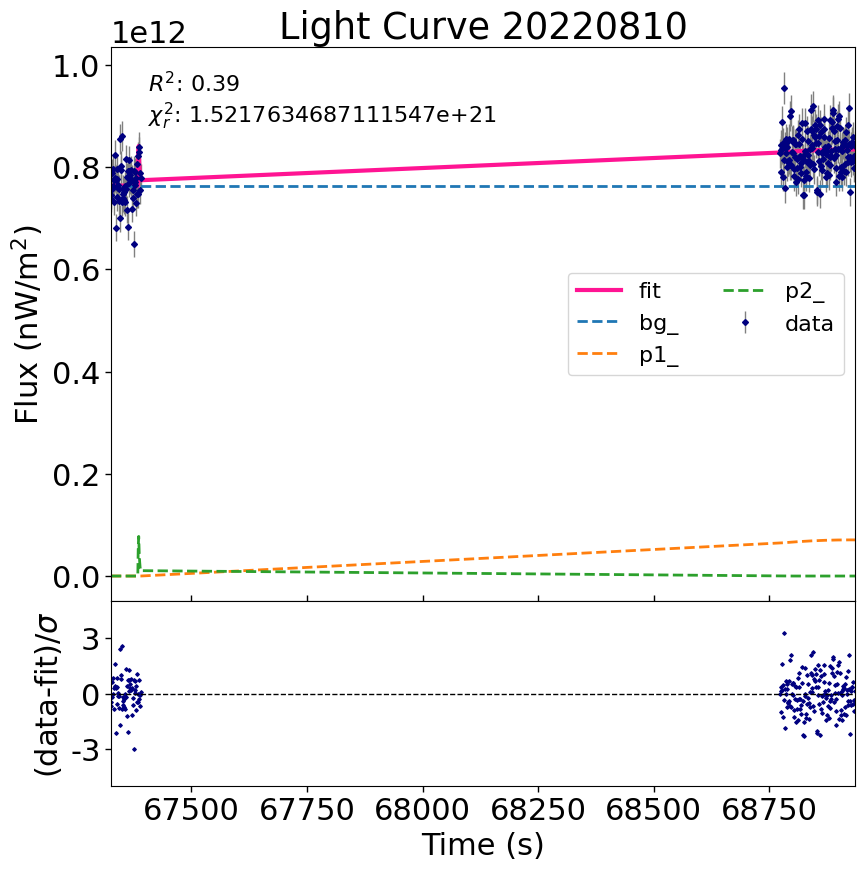 Light Curve 20220810
1e12
R²: 0.39
χ²ᵣ: 1.5217634687111547e+21
1.0
0.8
0.6
0.4
0.2
0.0
Flux (nW/m²)
fit
bg_
p1_
p2_
data
3
0
-3
(data-fit)/σ
67500 67750 68000 68250 68500 68750
Time (s)